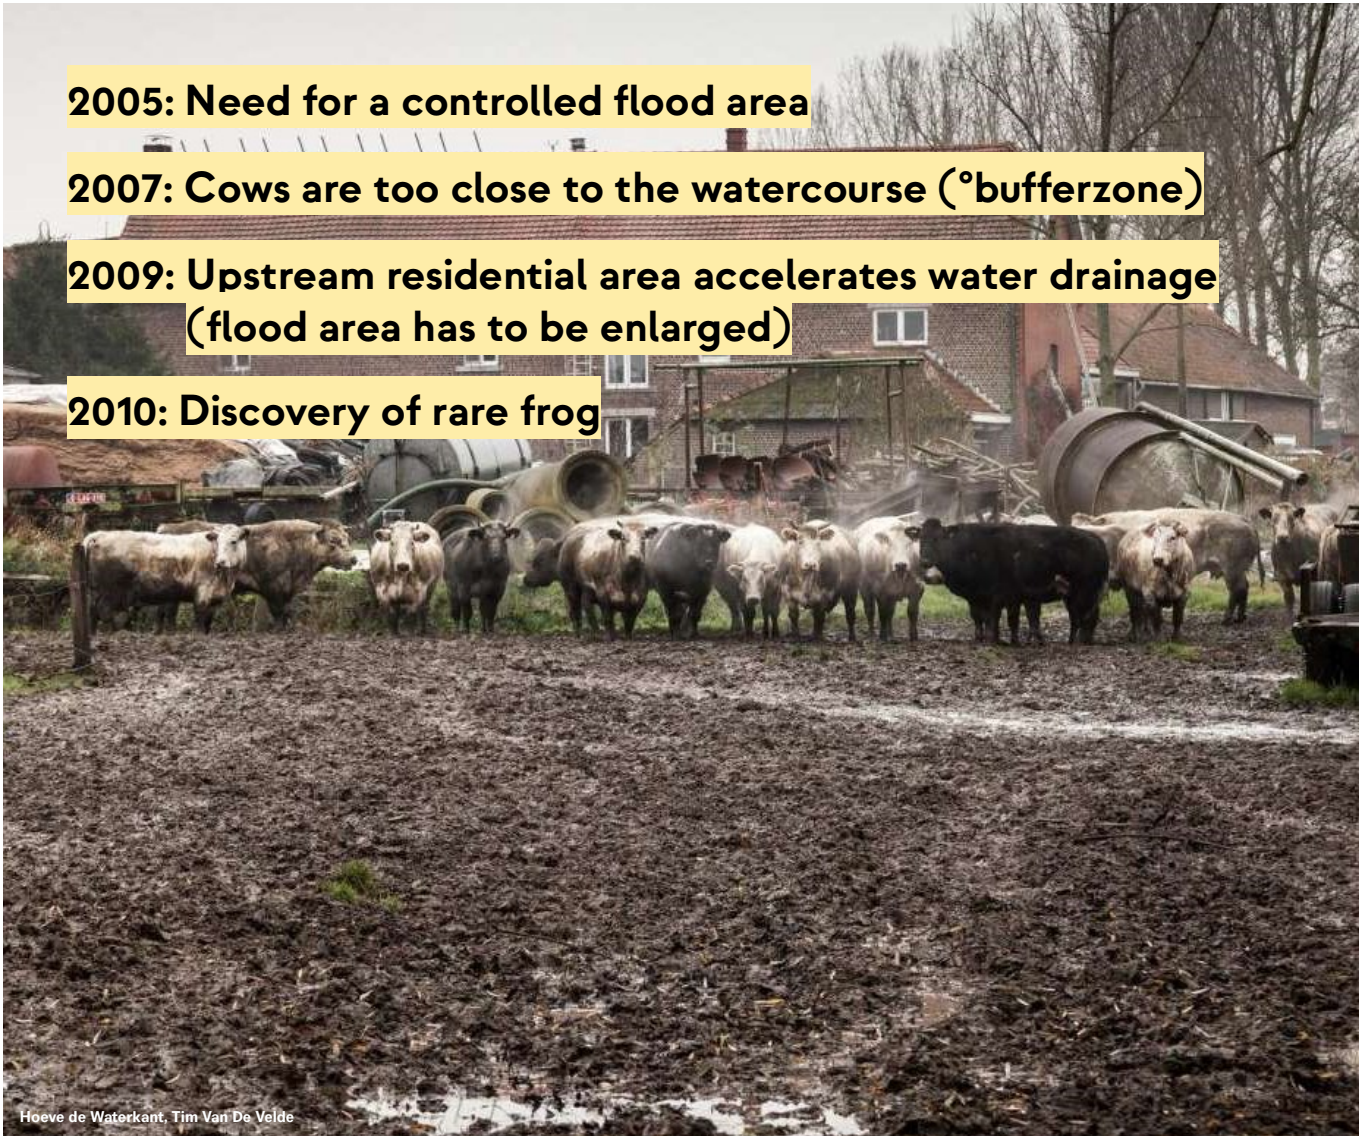 2005: Need for a controlled flood area
2007: Cows are too close to the watercourse (°bufferzone)
2009: Upstream residential area accelerates water drainage
(flood area has to be enlarged)
2010: Discovery of rare frog
Hoeve de Waterkant, Tim Van De Velde